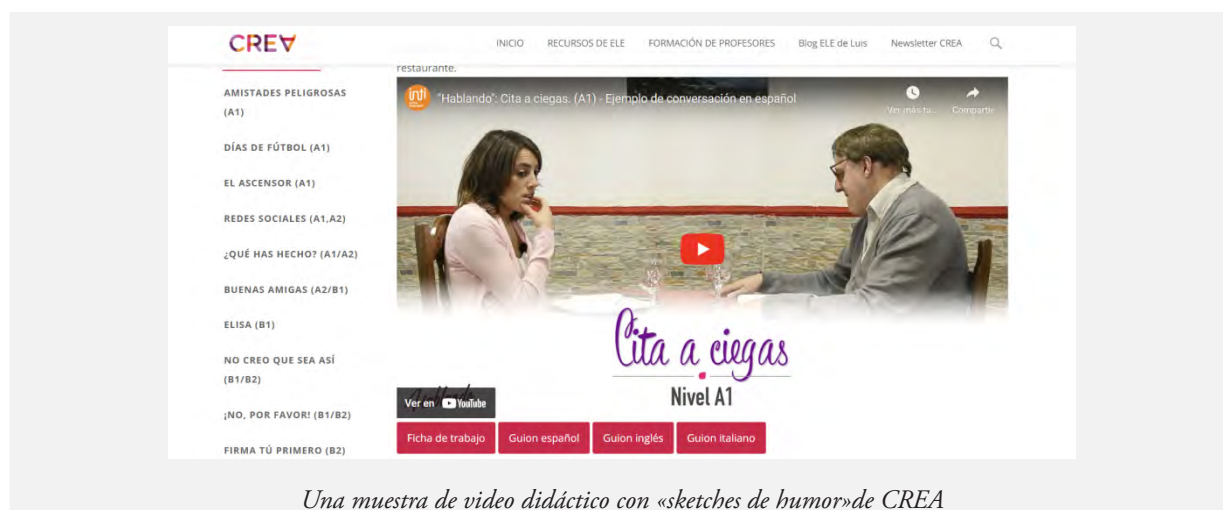 CREA
INICIO RECURSOS DE ELE FORMACIÓN DE PROFESORES Blog ELE de Luis Newsletter CREA
restaurante.
AMISTADES PELIGROSAS
(A1)
DÍAS DE FÚTBOL (A1)
EL ASCENSOR (A1)
REDES SOCIALES (A1,A2)
¿QUÉ HAS HECHO? (A1/A2)
BUENAS AMIGAS (A2/B1)
ELISA (B1)
NO CREO QUE SEA ASÍ
(B1/B2)
¡NO, POR FAVOR! (B1/B2)
FIRMA TÚ PRIMERO (B2)
"Hablando": Cita a ciegas. (A1) - Ejemplo de conversación en español
Ver más ta... Compartir
Cita a ciegas
Nivel A1
Ver en YouTube
Ficha de trabajo Guion español Guion inglés Guion italiano
Una muestra de video didáctico con «sketches de humor»de CREA